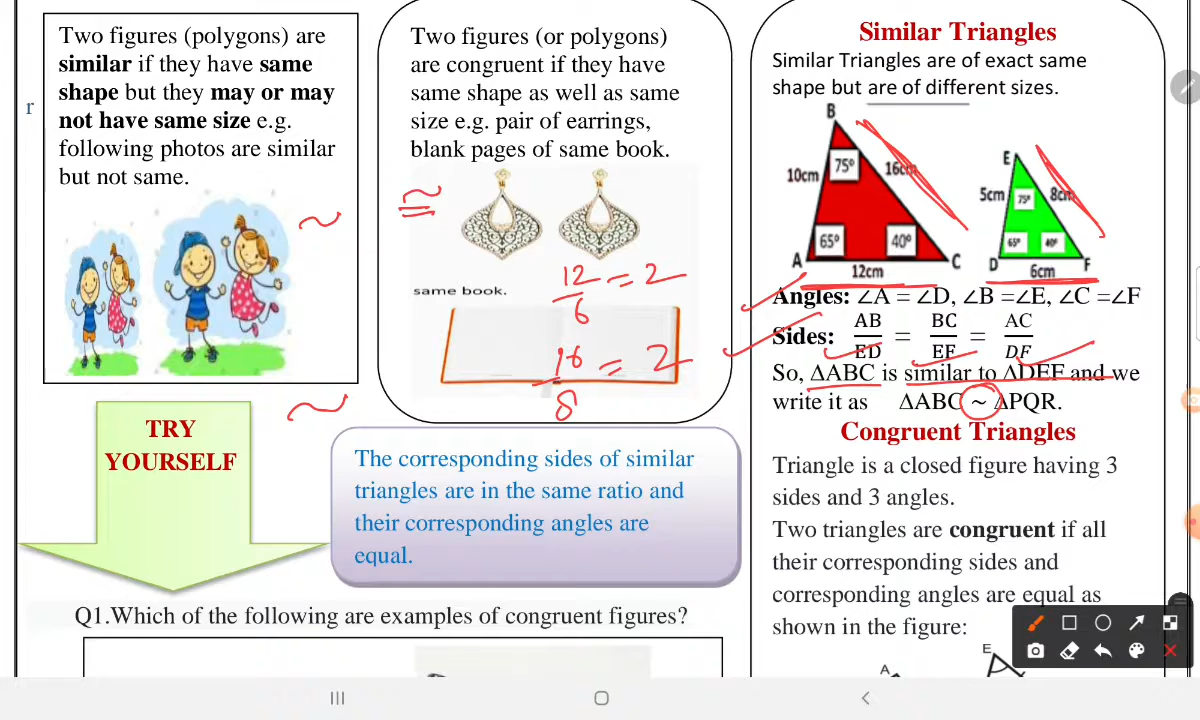 Two figures (polygons) are
similar if they have same
shape but they may or may
not have same size e.g.
following photos are similar
but not same.
~
~
r
TRY
YOURSELF
Two figures (or polygons)
are congruent if they have
same shape as well as same
size e.g. pair of earrings,
blank pages of same book.
≅
same book.
12/6 = 2
16/8 = 2
The corresponding sides of similar
triangles are in the same ratio and
their corresponding angles are
equal.
Q1.Which of the following are examples of congruent figures?
Similar Triangles
Similar Triangles are of exact same
shape but are of different sizes.
B
10cm 75º 16cm
65º 40º
A 12cm C
E
5cm 75º 8cm
65º 40º
D 6cm F
Angles: ∠A = ∠D, ∠B =∠E, ∠C =∠F
Sides: AB/ED = BC/EF = AC/DF
So, ΔABC is similar to ΔDEF and we
write it as ΔABC ~ ΔPQR.
Congruent Triangles
Triangle is a closed figure having 3
sides and 3 angles.
Two triangles are congruent if all
their corresponding sides and
corresponding angles are equal as
shown in the figure:
A
E